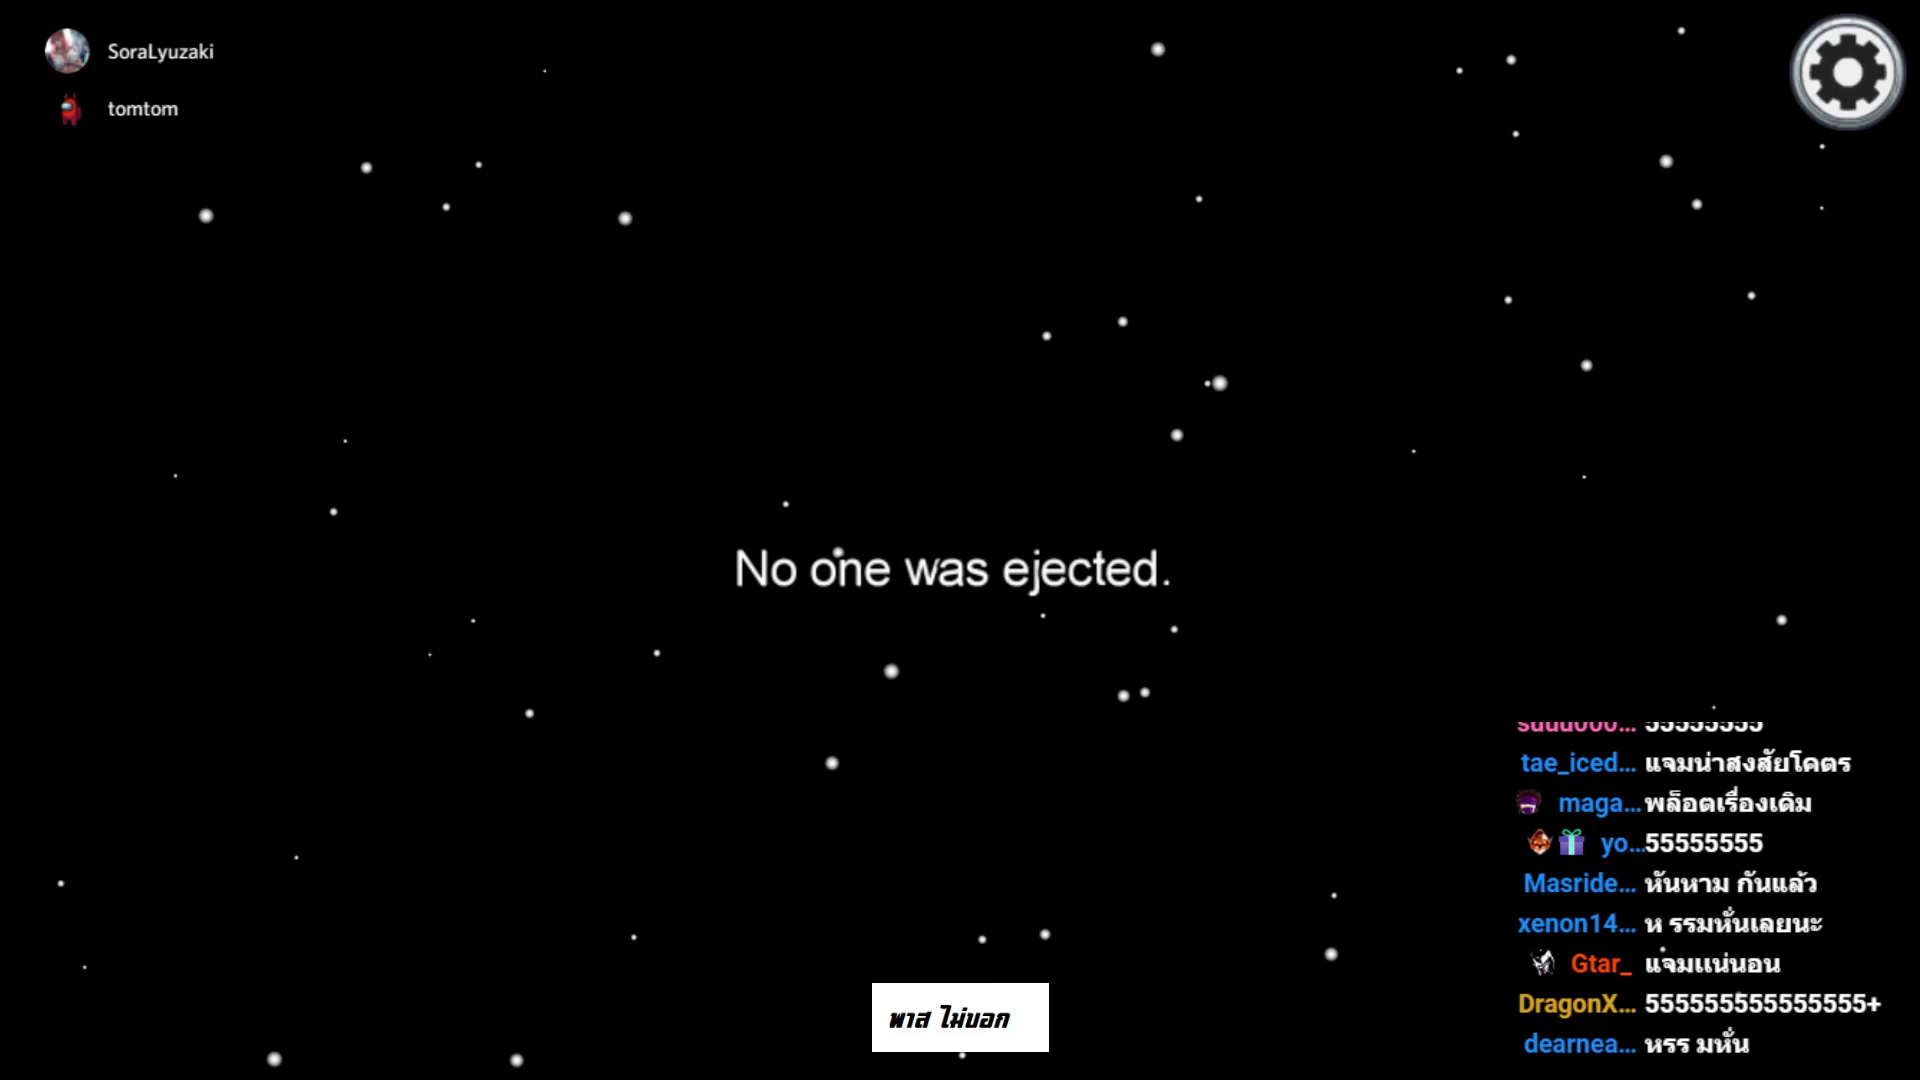 SoraLyuzaki
tomtom
No one was ejected.
55555555
tae_iced... แจมน่าสงสัยโคตร
maga... พล็อตเรื่องเดิม
yo... 55555555
Masride... หันหาม กันแล้ว
xenon14... ห รรมหั่นเลยนะ
Gtar_ แจมแน่นอน
DragonX... 555555555555555+
dearnea... หรร มหั่น
พาส ไม่บอก